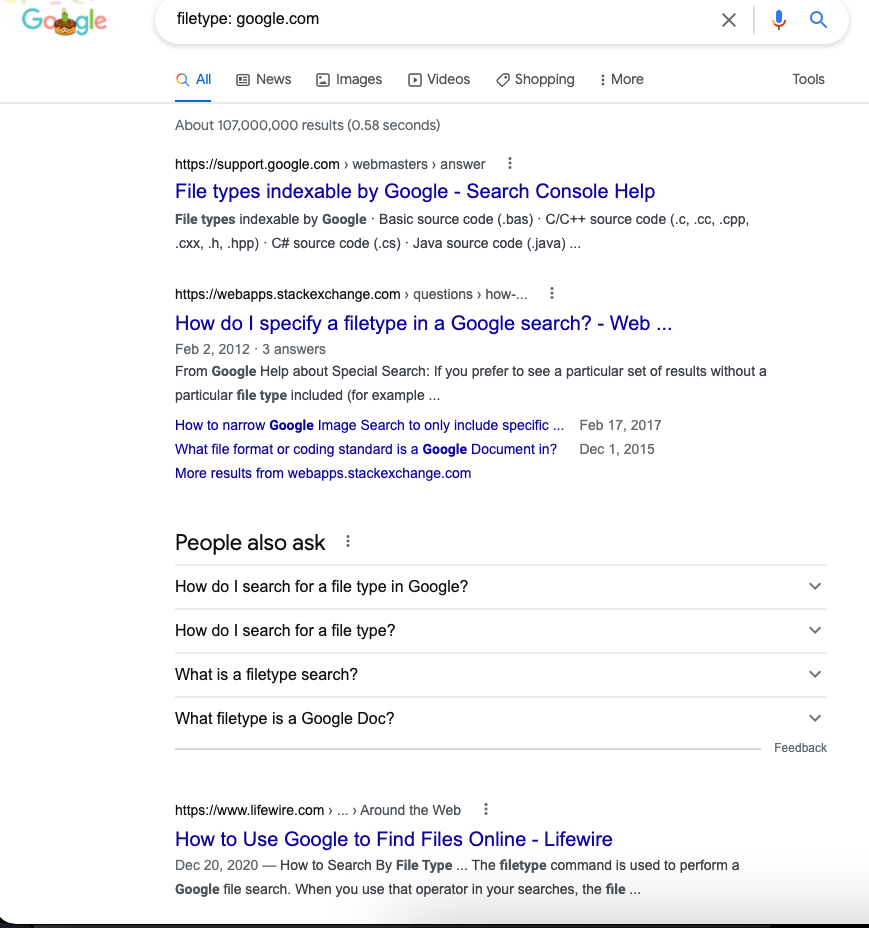 Google
filetype: google.com
All News Images Videos Shopping More Tools
About 107,000,000 results (0.58 seconds)
https://support.google.com › webmasters › answer
File types indexable by Google - Search Console Help
File types indexable by Google · Basic source code (.bas) · C/C++ source code (.c, .cc, .cpp,
.cxx, .h, .hpp) · C# source code (.cs) · Java source code (.java) ...
https://webapps.stackexchange.com › questions › how-...
How do I specify a filetype in a Google search? - Web ...
Feb 2, 2012 · 3 answers
From Google Help about Special Search: If you prefer to see a particular set of results without a
particular file type included (for example ...
How to narrow Google Image Search to only include specific ... Feb 17, 2017
What file format or coding standard is a Google Document in? Dec 1, 2015
More results from webapps.stackexchange.com
People also ask
How do I search for a file type in Google?
How do I search for a file type?
What is a filetype search?
What filetype is a Google Doc?
Feedback
https://www.lifewire.com › ... › Around the Web
How to Use Google to Find Files Online - Lifewire
Dec 20, 2020 — How to Search By File Type ... The filetype command is used to perform a
Google file search. When you use that operator in your searches, the file ...